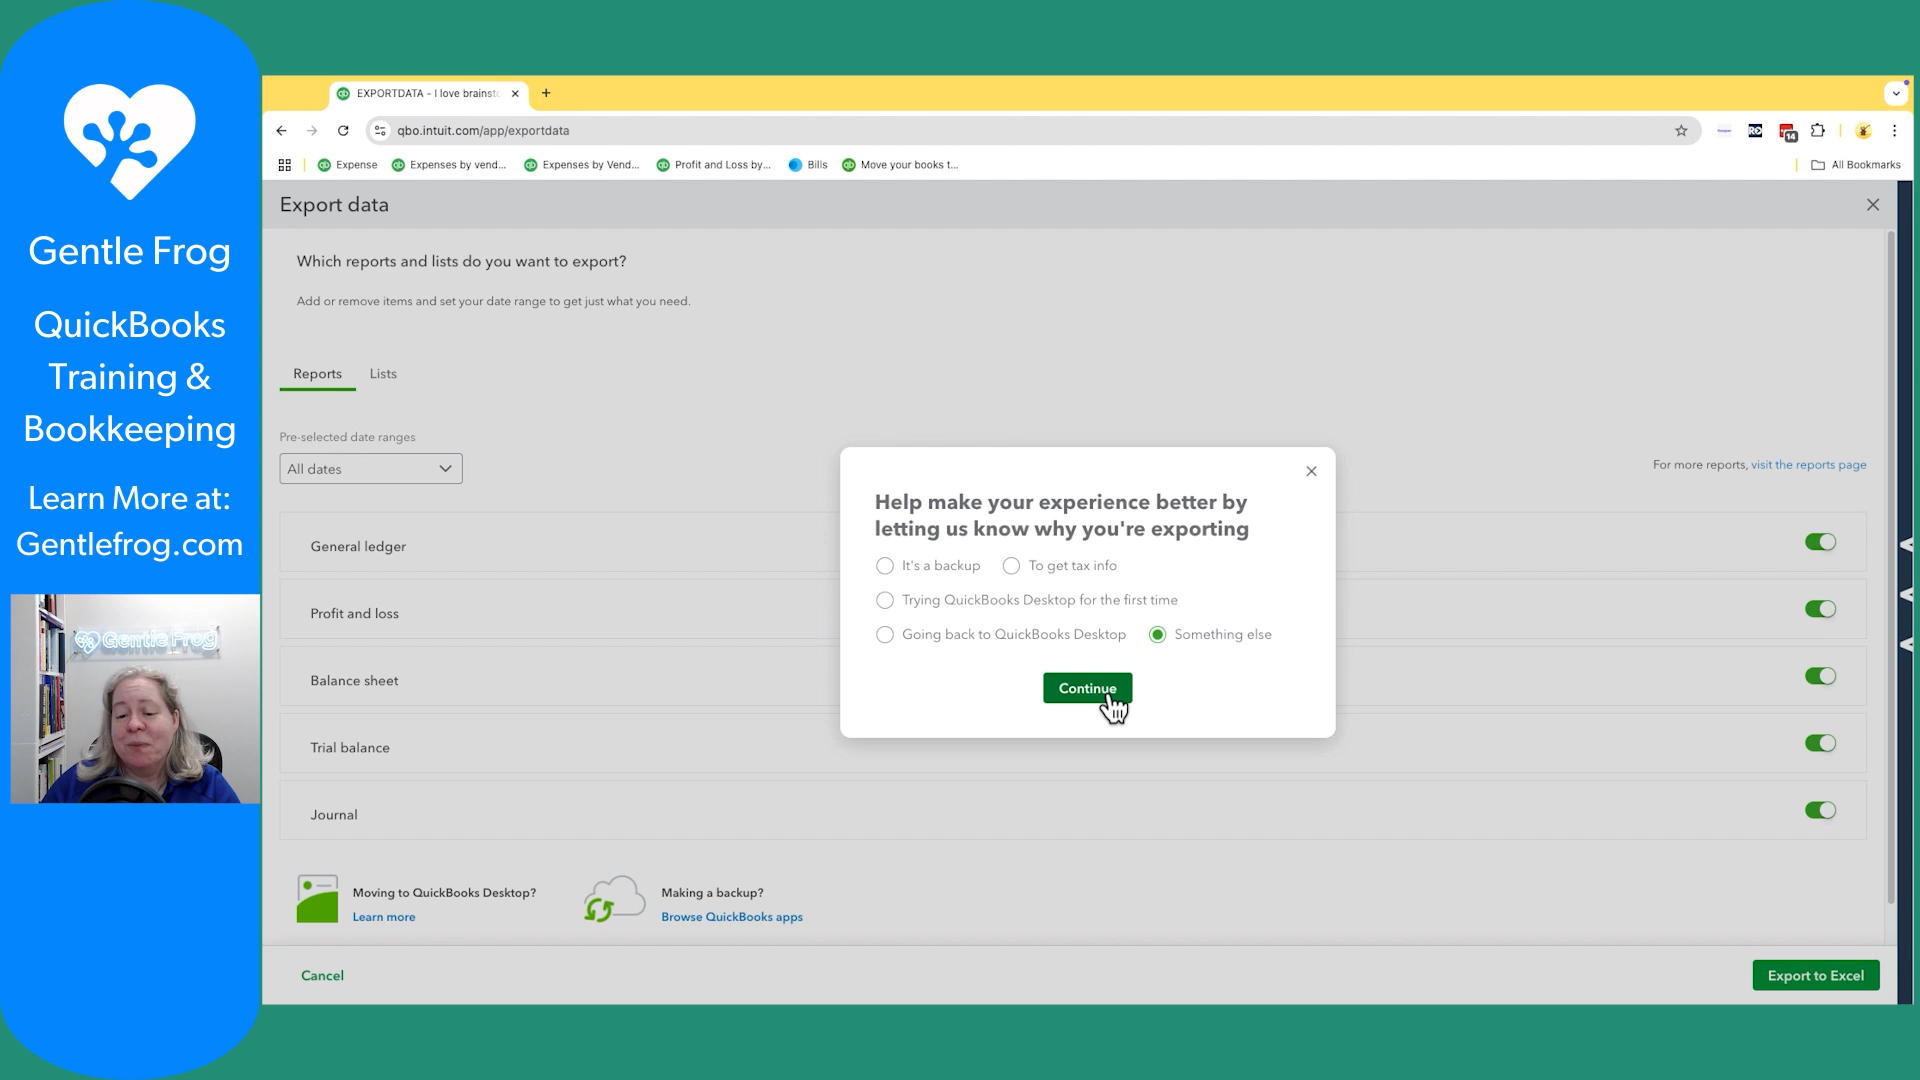 Gentle Frog
QuickBooks
Training &
Bookkeeping
Learn More at:
Gentlefrog.com
Gentle Frog
EXPORTDATA - I love brainsto
qbo.intuit.com/app/exportdata
14
Expense
Expenses by vend...
Expenses by Vend...
Profit and Loss by...
Bills
Move your books t...
All Bookmarks
Export data
Which reports and lists do you want to export?
Add or remove items and set your date range to get just what you need.
Reports
Lists
Pre-selected date ranges
All dates
For more reports, visit the reports page
General ledger
Profit and loss
Balance sheet
Trial balance
Journal
Help make your experience better by
letting us know why you're exporting
It's a backup
To get tax info
Trying QuickBooks Desktop for the first time
Going back to QuickBooks Desktop
Something else
Continue
Moving to QuickBooks Desktop?
Learn more
Making a backup?
Browse QuickBooks apps
Cancel
Export to Excel